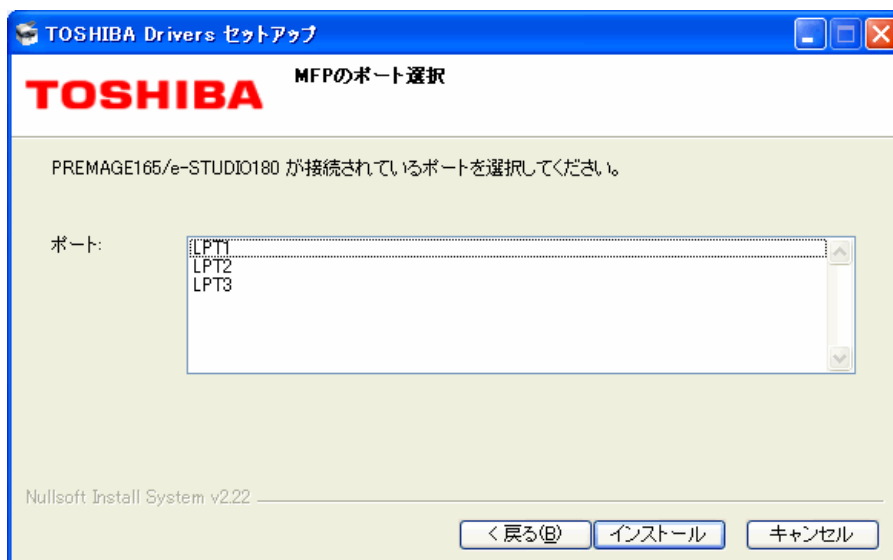 TOSHIBA Drivers セットアップ
TOSHIBA
MFPのポート選択
PREMAGE165/e-STUDIO180 が接続されているポートを選択してください。
ポート:
LPT1
LPT2
LPT3
Nullsoft Install System v2.22
< 戻る(B)
インストール
キャンセル